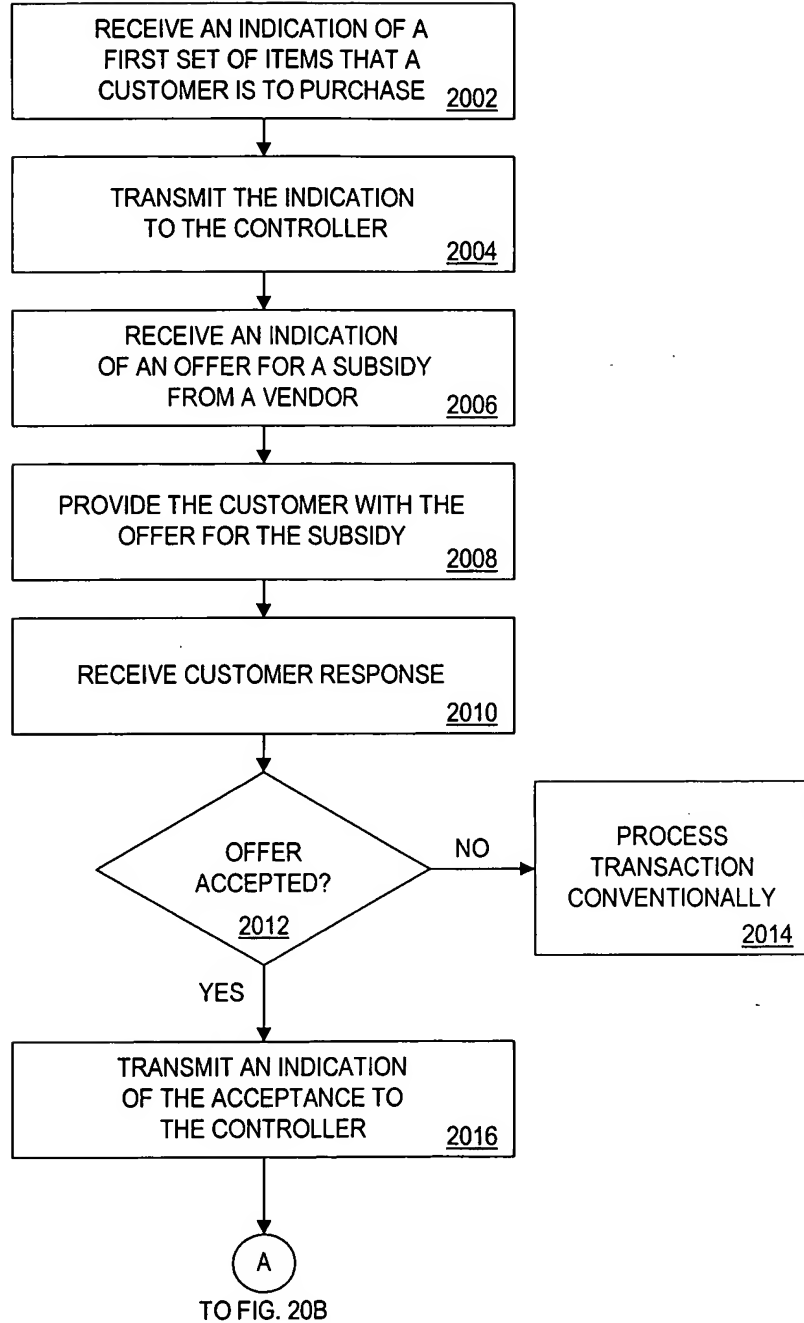 RECEIVE AN INDICATION OF A
FIRST SET OF ITEMS THAT A
CUSTOMER IS TO PURCHASE
2002
TRANSMIT THE INDICATION
TO THE CONTROLLER
2004
RECEIVE AN INDICATION
OF AN OFFER FOR A SUBSIDY
FROM A VENDOR
2006
PROVIDE THE CUSTOMER WITH THE
OFFER FOR THE SUBSIDY
2008
RECEIVE CUSTOMER RESPONSE
2010
OFFER
ACCEPTED?
2012
NO
PROCESS
TRANSACTION
CONVENTIONALLY
2014
YES
TRANSMIT AN INDICATION
OF THE ACCEPTANCE TO
THE CONTROLLER
2016
A
TO FIG. 20B